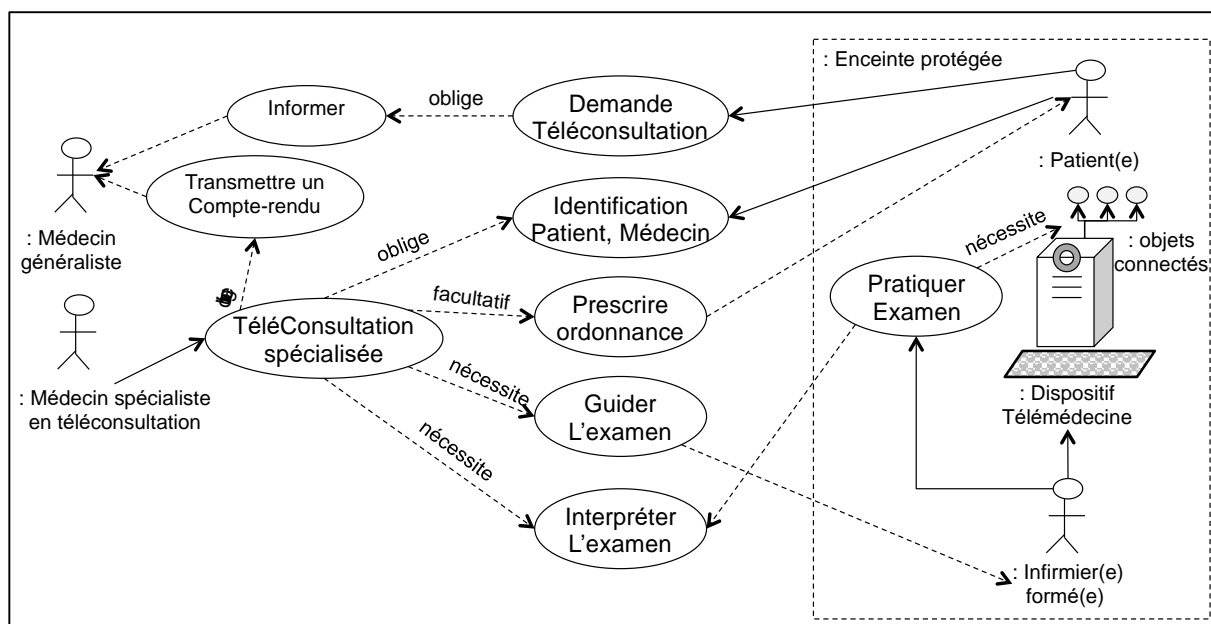 : Enceinte protégée
Informer
oblige
Demande
Téléconsultation
: Patient(e)
Transmettre un
Compte-rendu
: Médecin
généraliste
oblige
Identification
Patient, Médecin
nécessite
: objets
connectés
Pratiquer
Examen
facultatif
Prescrire
ordonnance
TéléConsultation
spécialisée
: Médecin spécialiste
en téléconsultation
nécessite
Guider
L'examen
: Dispositif
Télémédecine
nécessite
Interpréter
L'examen
: Infirmier(e)
formé(e)